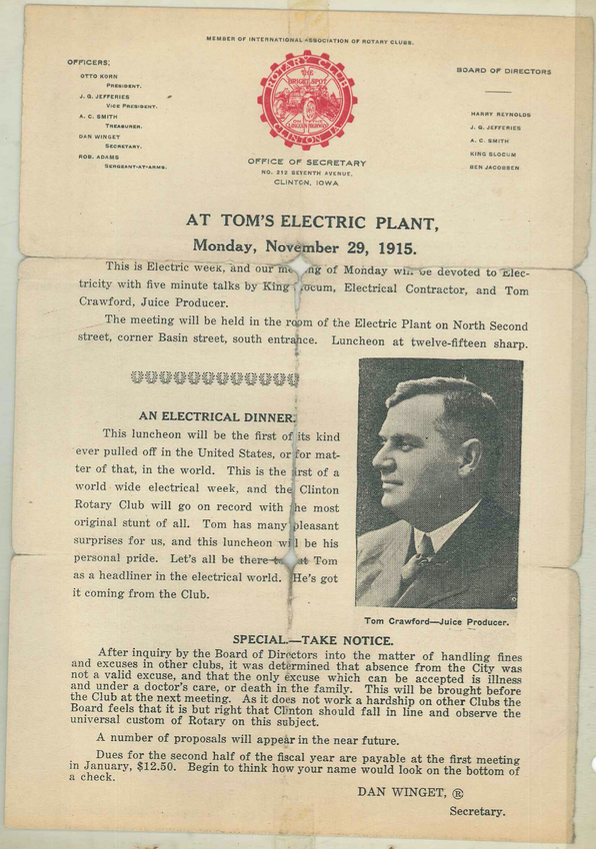 MEMBER OF INTERNATIONAL ASSOCIATION OF ROTARY CLUBS.
OFFICERS;
OTTO KORN
PRESIDENT.
J. G. JEFFERIES
VICE PRESIDENT.
A. C. SMITH
TREASURER.
DAN WINGET
SECRETARY.
ROB. ADAMS
SERGEANT-AT-ARMS.
ROTARY CLUB
THE
BRIGHT SPOT
LINCOLN HIGHWAY
CLINTON, IA
OFFICE OF SECRETARY
NO. 212 SEVENTH AVENUE,
CLINTON, IOWA
BOARD OF DIRECTORS
HARRY REYNOLDS
J. G. JEFFERIES
A. C. SMITH
KING SLOCUM
BEN JACOBSEN
AT TOM'S ELECTRIC PLANT,
Monday, November 29, 1915.
This is Electric week, and our meeting of Monday will be devoted to Elec-
tricity with five minute talks by King Slocum, Electrical Contractor, and Tom
Crawford, Juice Producer.
The meeting will be held in the room of the Electric Plant on North Second
street, corner Basin street, south entrance. Luncheon at twelve-fifteen sharp.
AN ELECTRICAL DINNER.
This luncheon will be the first of its kind
ever pulled off in the United States, or for mat-
ter of that, in the world. This is the first of a
world wide electrical week, and the Clinton
Rotary Club will go on record with the most
original stunt of all. Tom has many pleasant
surprises for us, and this luncheon will be his
personal pride. Let's all be there Tom
as a headliner in the electrical world. He's got
it coming from the Club.
Tom Crawford—Juice Producer.
SPECIAL.—TAKE NOTICE.
After inquiry by the Board of Directors into the matter of handling fines
and excuses in other clubs, it was determined that absence from the City was
not a valid excuse, and that the only excuse which can be accepted is illness
and under a doctor's care, or death in the family. This will be brought before
the Club at the next meeting. As it does not work a hardship on other Clubs the
Board feels that it is but right that Clinton should fall in line and observe the
universal custom of Rotary on this subject.
A number of proposals will appear in the near future.
Dues for the second half of the fiscal year are payable at the first meeting
in January, $12.50. Begin to think how your name would look on the bottom of
a check.
DAN WINGET, ®
Secretary.